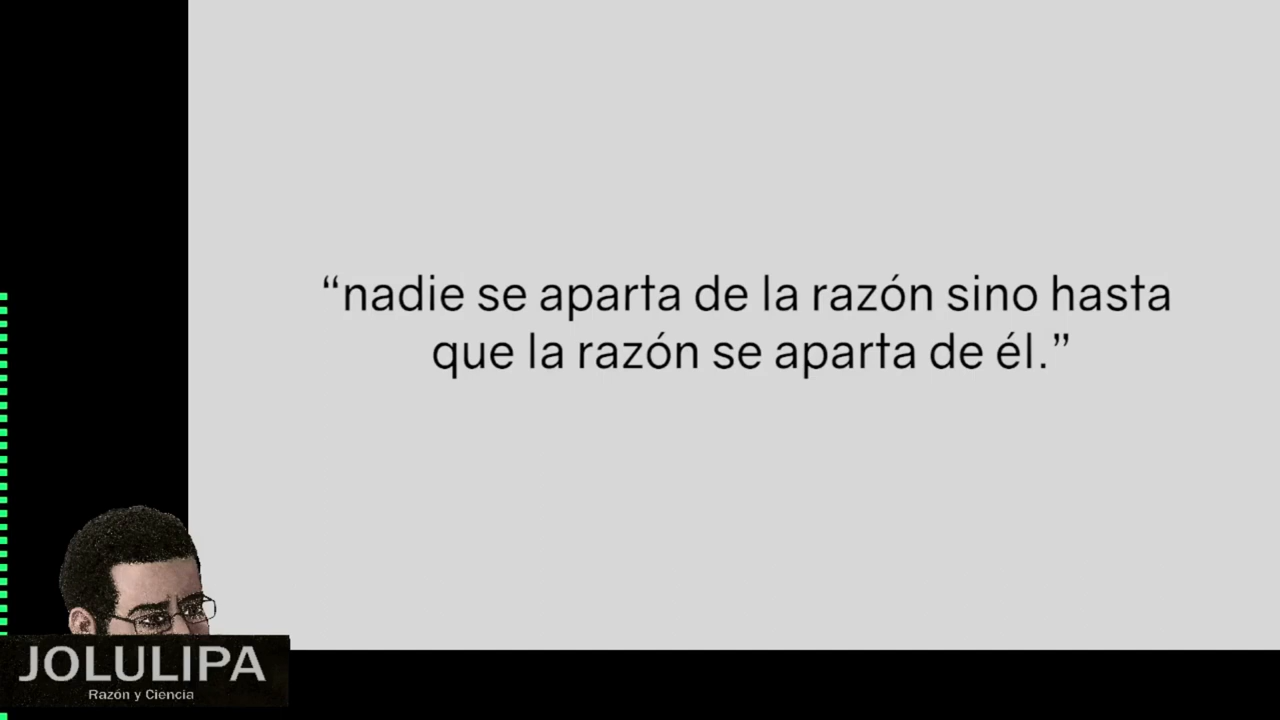 “nadie se aparta de la razón sino hasta
que la razón se aparta de él.”
JOLULIPA
Razón y Ciencia